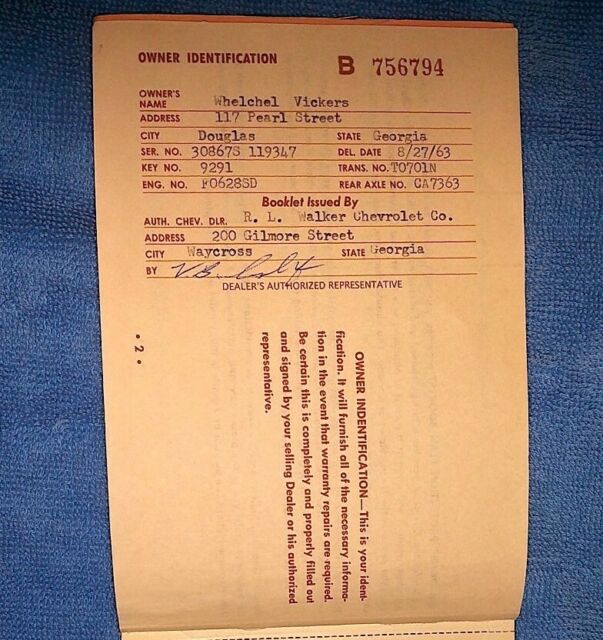 OWNER IDENTIFICATION B 756794
OWNER'S NAME Whelchel Vickers
ADDRESS 117 Pearl Street
CITY Douglas STATE Georgia
SER. NO. 30867S 119347 DEL. DATE 8/27/63
KEY NO. 9291 TRANS. NO. T0701N
ENG. NO. F0628SD REAR AXLE NO. CA7363
Booklet Issued By
AUTH. CHEV. DLR. R. L. Walker Chevrolet Co.
ADDRESS 200 Gilmore Street
CITY Waycross STATE Georgia
BY
DEALER'S AUTHORIZED REPRESENTATIVE
OWNER INDENTIFICATION—This is your identi-
fication. It will furnish all of the necessary informa-
tion in the event that warranty repairs are required.
Be certain this is completely and properly filled out
and signed by your selling Dealer or his authorized
representative.
• 2 •